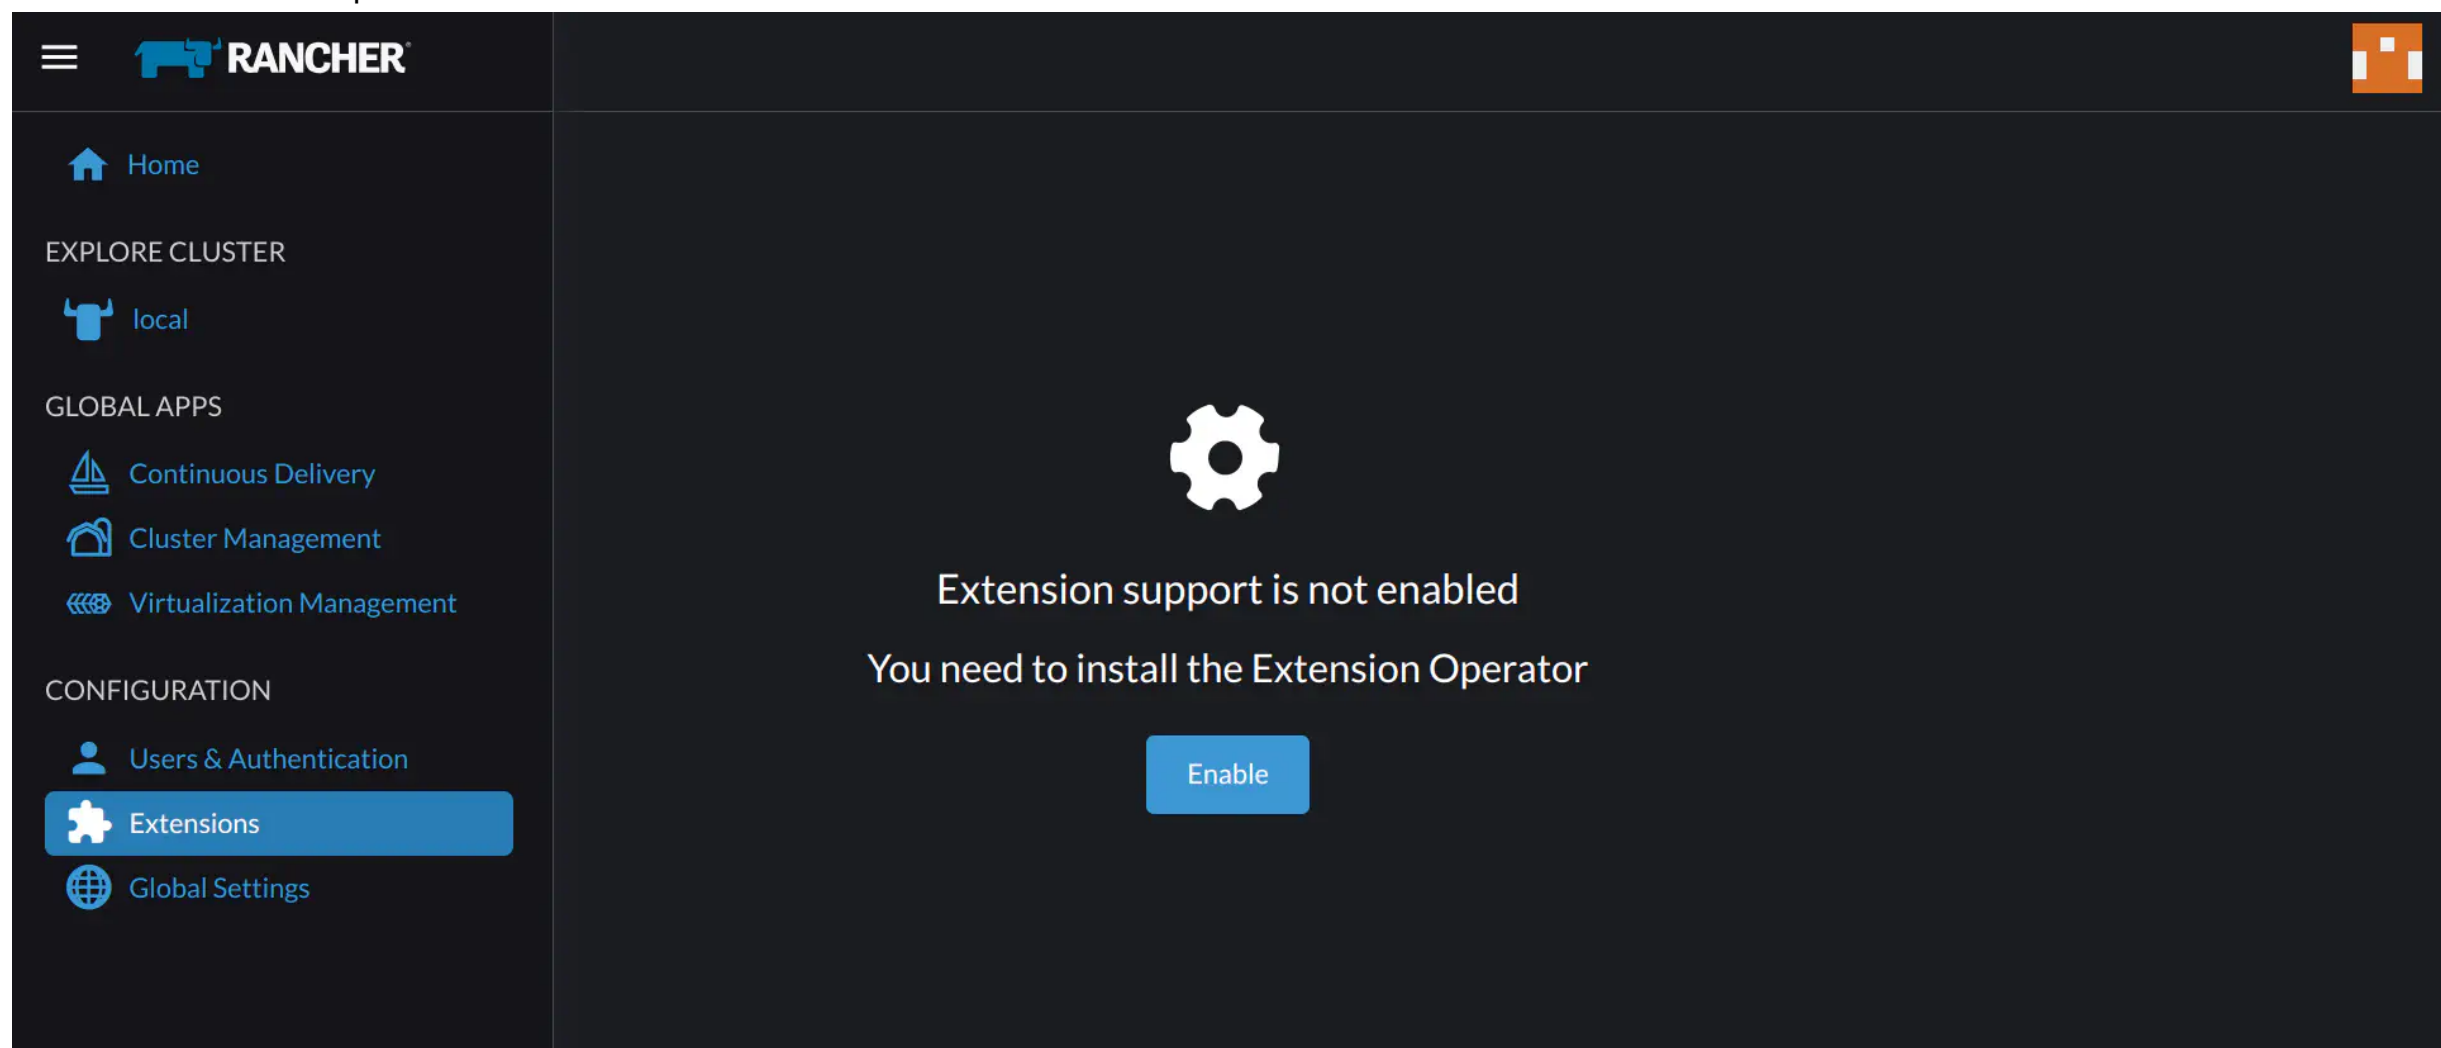 RANCHER
Home
EXPLORE CLUSTER
local
GLOBAL APPS
Continuous Delivery
Cluster Management
Virtualization Management
CONFIGURATION
Users & Authentication
Extensions
Global Settings
Extension support is not enabled
You need to install the Extension Operator
Enable